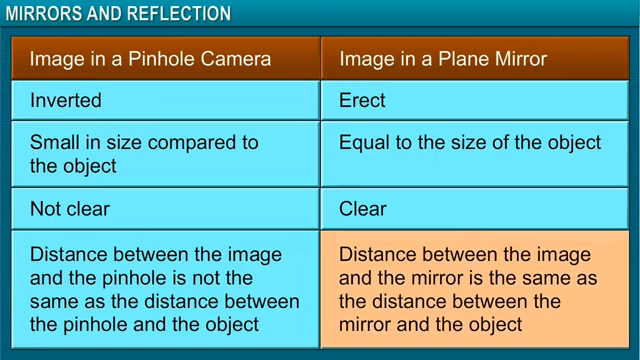 MIRRORS AND REFLECTION
Image in a Pinhole Camera
Image in a Plane Mirror
Inverted
Erect
Small in size compared to
the object
Equal to the size of the object
Not clear
Clear
Distance between the image
and the pinhole is not the
same as the distance between
the pinhole and the object
Distance between the image
and the mirror is the same as
the distance between the
mirror and the object